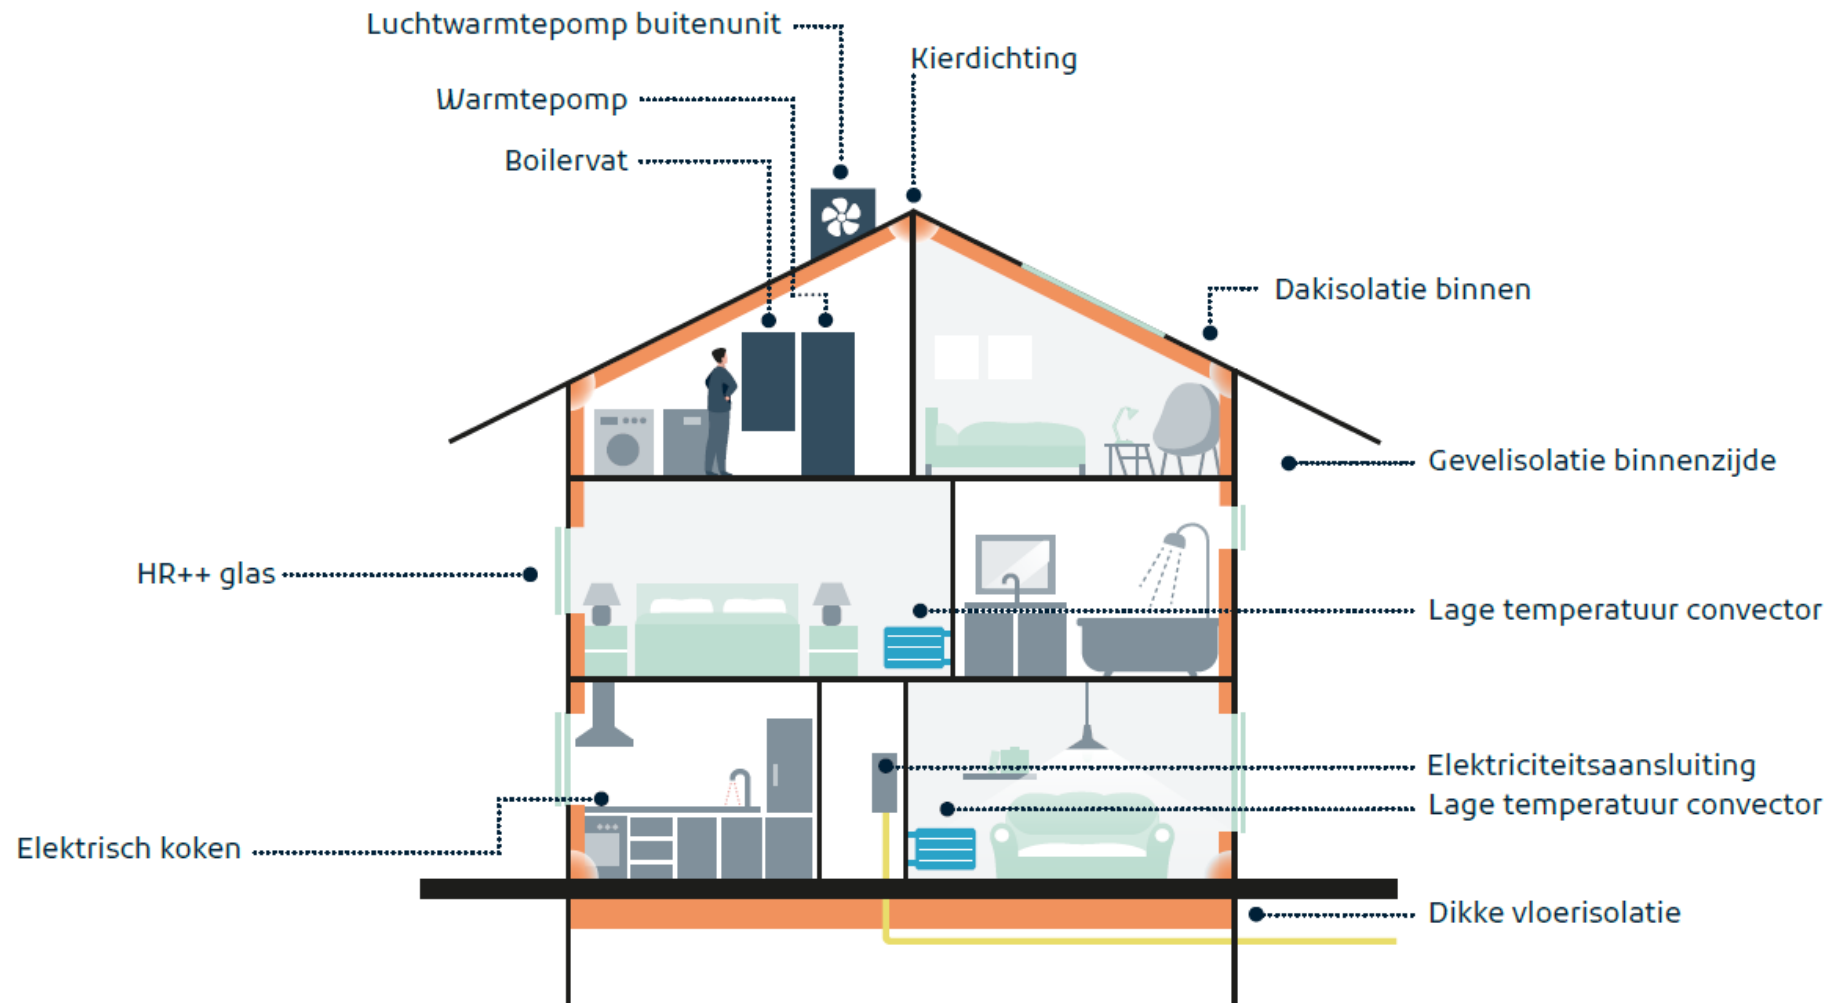 Luchtwarmtepomp buitenunit
Kierdichting
Warmtepomp
Boilervat
Dakisolatie binnen
Gevelisolatie binnenzijde
HR++ glas
Lage temperatuur convector
Elektriciteitsaansluiting
Lage temperatuur convector
Elektrisch koken
Dikke vloerisolatie